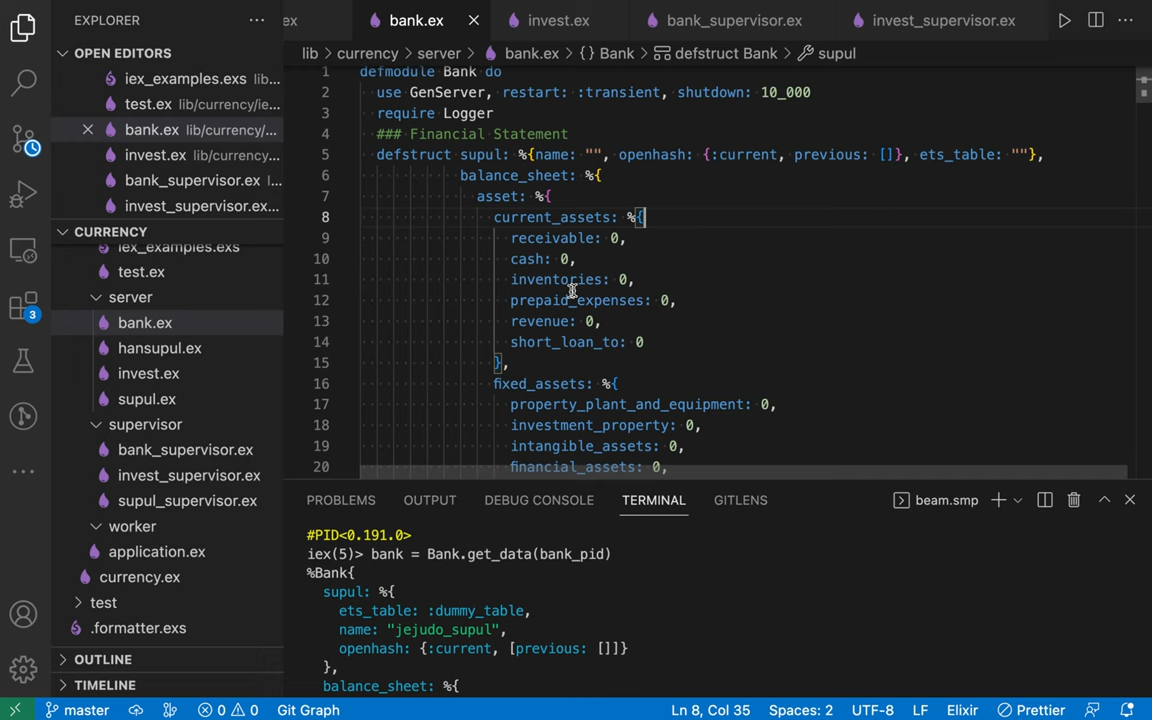 EXPLORER
OPEN EDITORS
iex_examples.exs lib...
test.ex lib/currency/ie...
bank.ex lib/currency/...
invest.ex lib/currency...
bank_supervisor.ex l...
invest_supervisor.ex...
CURRENCY
iex_examples.exs
test.ex
server
bank.ex
hansupul.ex
invest.ex
supul.ex
supervisor
bank_supervisor.ex
invest_supervisor.ex
supul_supervisor.ex
worker
application.ex
currency.ex
test
.formatter.exs
OUTLINE
TIMELINE
3
ex bank.ex invest.ex bank_supervisor.ex invest_supervisor.ex
lib > currency > server > bank.ex > {} Bank > defstruct Bank > supul
1 defmodule Bank do
2 use GenServer, restart: :transient, shutdown: 10_000
3 require Logger
4 ### Financial Statement
5 defstruct supul: %{name: "", openhash: {:current, previous: []}, ets_table: ""},
6 balance_sheet: %{
7 asset: %{
8 current_assets: %{
9 receivable: 0,
10 cash: 0,
11 inventories: 0,
12 prepaid_expenses: 0,
13 revenue: 0,
14 short_loan_to: 0
15 },
16 fixed_assets: %{
17 property_plant_and_equipment: 0,
18 investment_property: 0,
19 intangible_assets: 0,
20 financial_assets: 0,
PROBLEMS OUTPUT DEBUG CONSOLE TERMINAL GITLENS beam.smp
#PID<0.191.0>
iex(5)> bank = Bank.get_data(bank_pid)
%Bank{
supul: %{
ets_table: :dummy_table,
name: "jejudo_supul",
openhash: {:current, [previous: []]}
},
balance_sheet: %{
master 0 0 Git Graph Ln 8, Col 35 Spaces: 2 UTF-8 LF Elixir Prettier